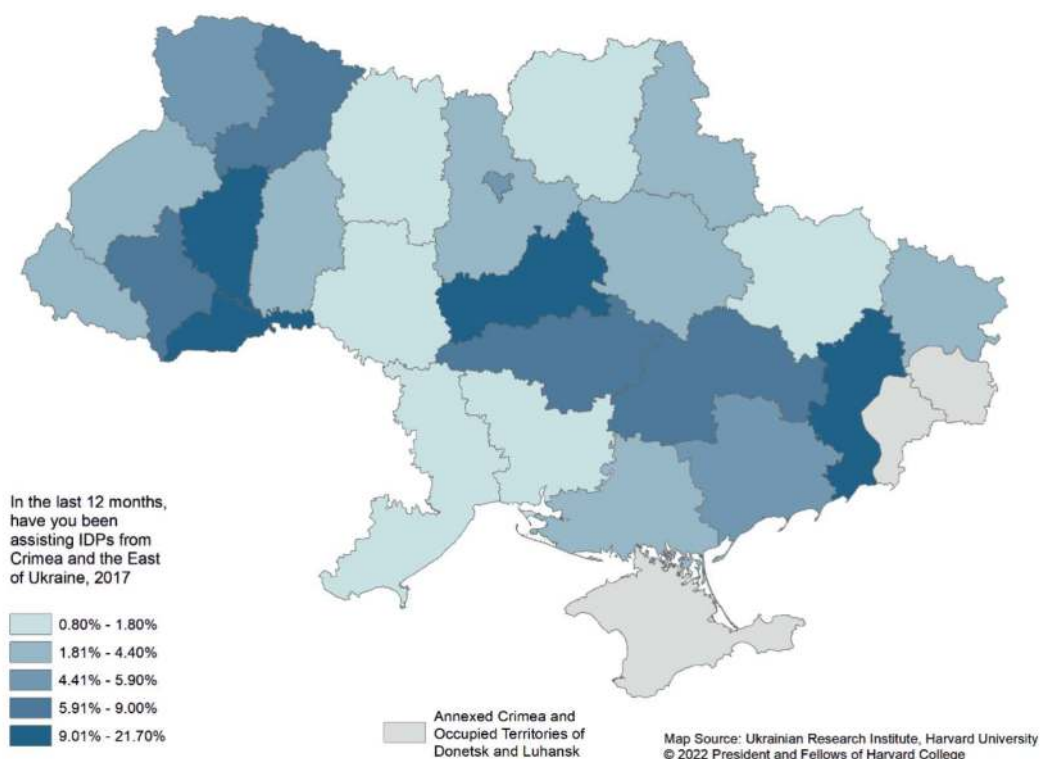 In the last 12 months,
have you been
assisting IDPs from
Crimea and the East
of Ukraine, 2017
0.80% - 1.80%
1.81% - 4.40%
4.41% - 5.90%
5.91% - 9.00%
9.01% - 21.70%
Annexed Crimea and
Occupied Territories of
Donetsk and Luhansk
Map Source: Ukrainian Research Institute, Harvard University
© 2022 President and Fellows of Harvard College